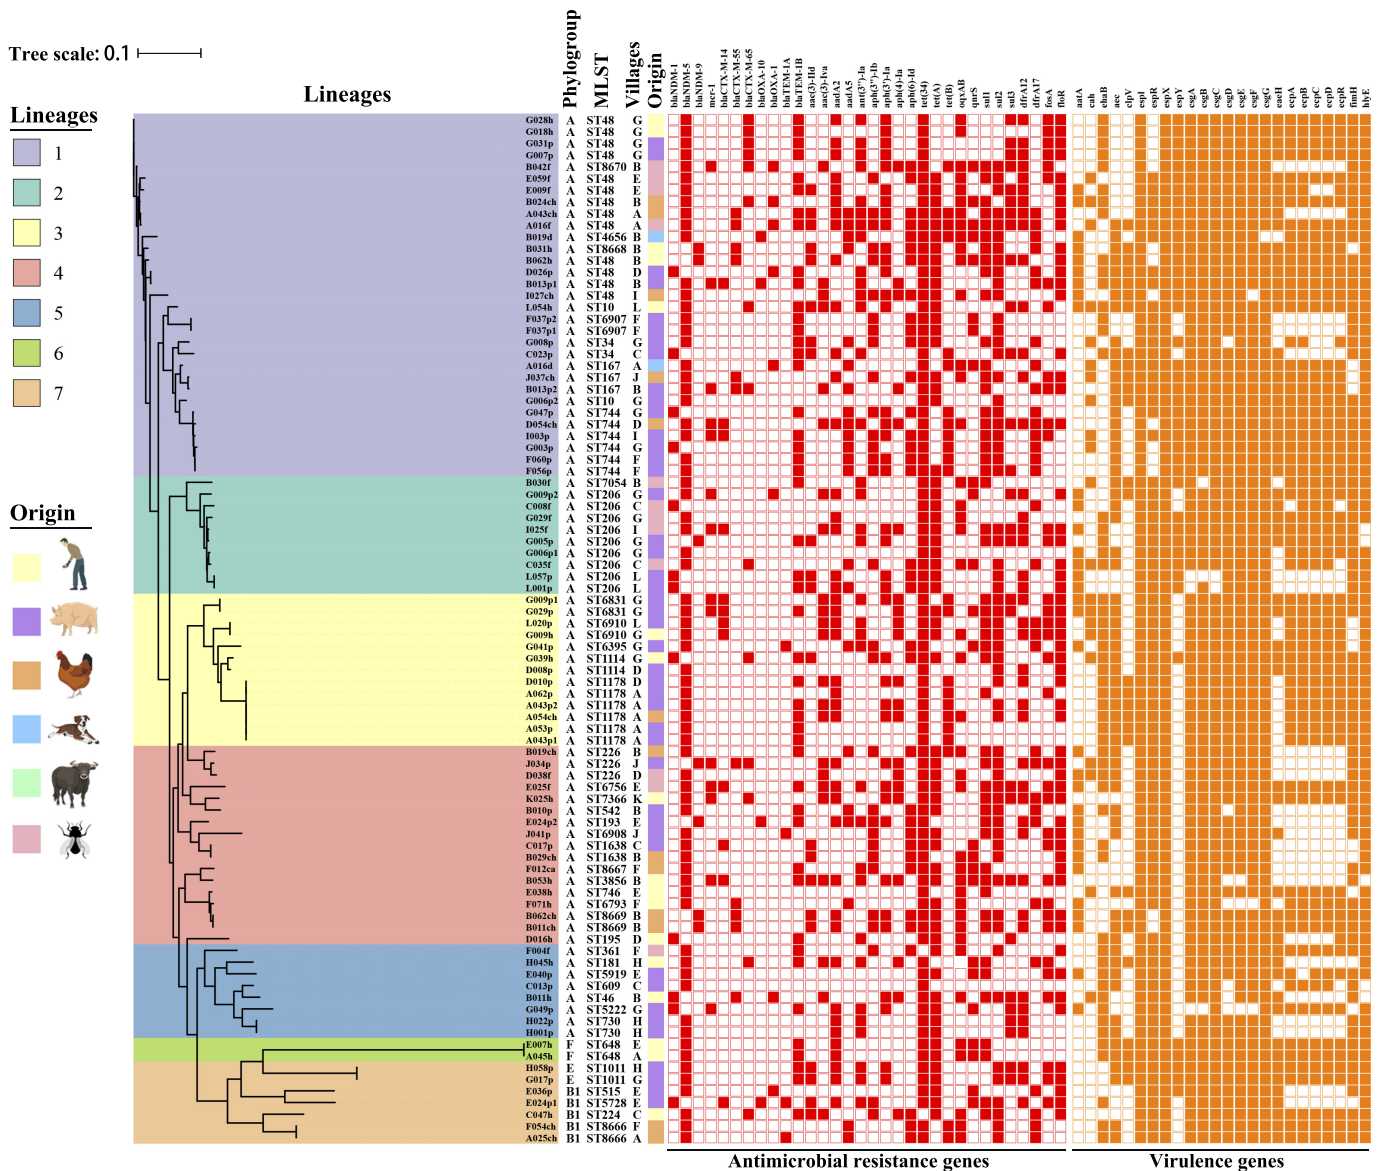 Tree scale: 0.1
Lineages
Phylogroup
MLST
Villages
Origin
blaNDM-1
blaNDM-5
blaNDM-9
mcr-1
blaCTX-M-14
blaCTX-M-55
blaCTX-M-65
blaOXA-10
blaOXA-1
blaTEM-1A
blaTEM-1B
aac(3)-IId
aac(3)-Iva
aadA2
aadA5
ant(3'')-Ia
aph(3'')-Ib
aph(3')-Ia
aph(4)-Ia
aph(6)-Id
tet(34)
tet(A)
tet(B)
oqxAB
qnrS
sul1
sul2
sul3
dfrA12
dfrA17
fosA
floR
aatA
cah
ehaB
aec
clpV
espI
espR
espX
espY
csgA
csgB
csgC
csgD
csgE
csgF
csgG
eaeH
ecpA
ecpB
ecpC
ecpD
ecpR
fimH
hlyE
Lineages
1
2
3
4
5
6
7
Origin
G028h A ST48 G
G018h A ST48 G
G031p A ST48 G
G007p A ST48 G
B042f A ST8670 B
E059f A ST48 E
E009f A ST48 E
B024ch A ST48 B
A043ch A ST48 A
A016f A ST48 A
B019d A ST4656 B
B031h A ST8668 B
B062h A ST48 B
D026p A ST48 D
B013p1 A ST48 B
I027ch A ST48 I
L054h A ST10 L
F037p2 A ST6907 F
F037p1 A ST6907 F
G008p A ST34 G
C023p A ST34 C
A016d A ST167 A
J037ch A ST167 J
B013p2 A ST167 B
G006p2 A ST10 G
G047p A ST744 G
D054ch A ST744 D
I003p A ST744 I
G003p A ST744 G
F060p A ST744 F
F056p A ST744 F
B030f A ST7054 B
G009p2 A ST206 G
C008f A ST206 C
G029f A ST206 G
I025f A ST206 I
G005p A ST206 G
G006p1 A ST206 G
C035f A ST206 C
L057p A ST206 L
L001p A ST206 L
G009p1 A ST6831 G
G029p A ST6831 G
L020p A ST6910 L
G009h A ST6910 G
G041p A ST6395 G
G039h A ST1114 G
D008p A ST1114 D
D010p A ST1178 D
A062p A ST1178 A
A043p2 A ST1178 A
A054ch A ST1178 A
A053p A ST1178 A
A043p1 A ST1178 A
B019ch A ST226 B
J034p A ST226 J
D038f A ST226 D
E025f A ST6756 E
K025h A ST7366 K
B010p A ST542 B
E024p2 A ST193 E
J041p A ST6908 J
C017p A ST1638 C
B029ch A ST1638 B
F012ca A ST8667 F
B053h A ST3856 B
E038h A ST746 E
F071h A ST6793 F
B062ch A ST8669 B
B011ch A ST8669 B
D016h A ST195 D
F004f A ST361 F
H045h A ST181 H
E040p A ST5919 E
C013p A ST609 C
B011h A ST46 B
G049p A ST5222 G
H022p A ST730 H
H001p A ST730 H
E007h F ST648 E
A045h F ST648 A
H058p E ST1011 H
G017p E ST1011 G
E036p B1 ST515 E
E024p1 B1 ST5728 E
C047h B1 ST224 C
F054ch B1 ST8666 F
A025ch B1 ST8666 A
Antimicrobial resistance genes
Virulence genes